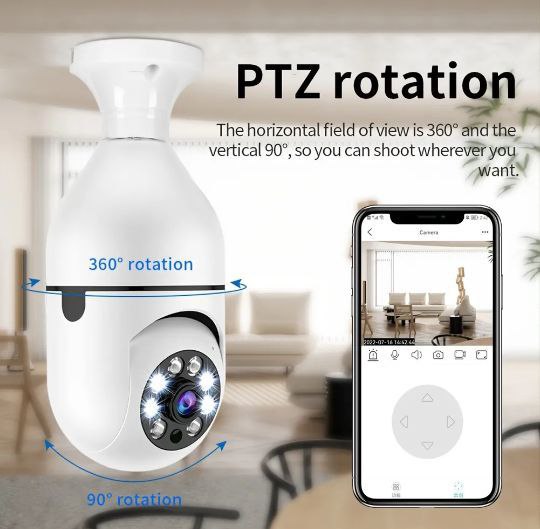 PTZ rotation
The horizontal field of view is 360° and the
vertical 90°, so you can shoot wherever you
want.
360° rotation
90° rotation
Camera
2022-07-16 14:42:44